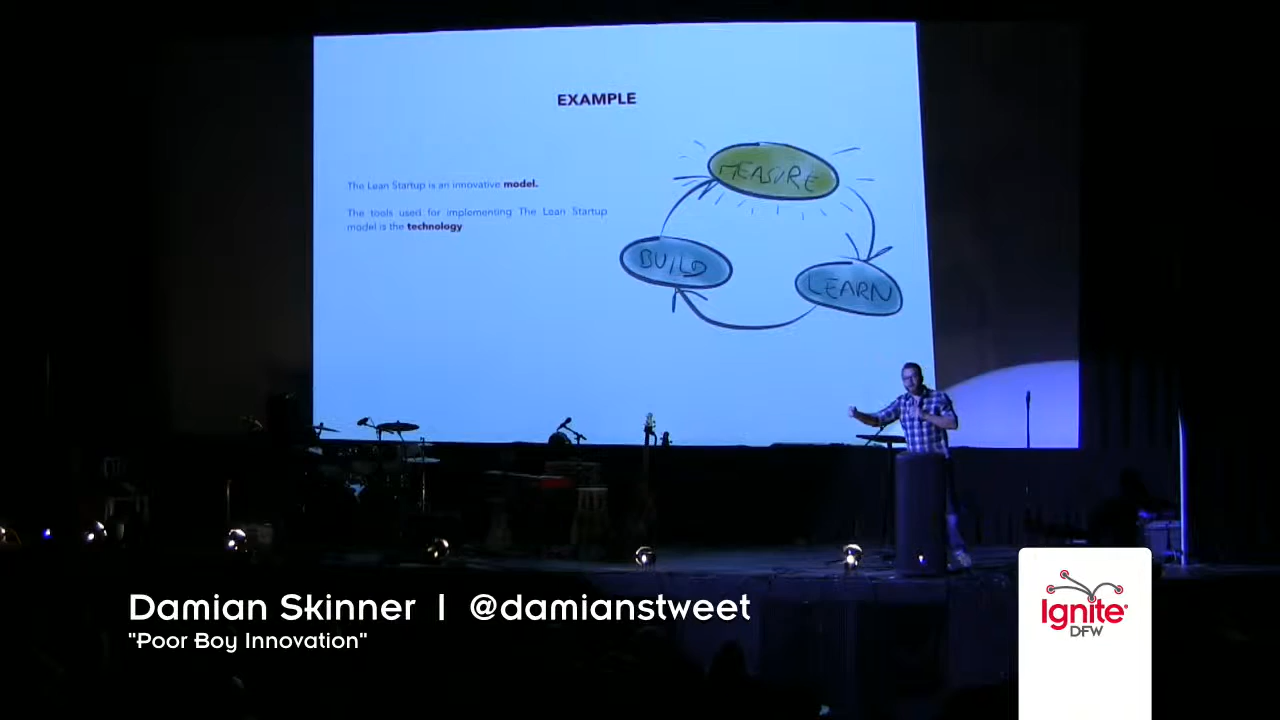 EXAMPLE
The Lean Startup is an innovative model.
The tools used for implementing The Lean Startup
model is the technology
MEASURE
BUILD
LEARN
Damian Skinner | @damianstweet
"Poor Boy Innovation"
Ignite
DFW